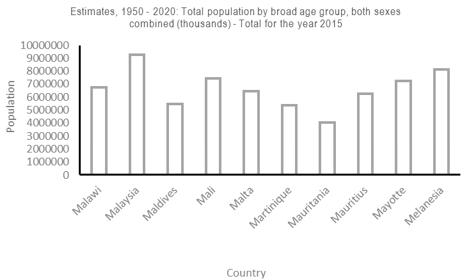 Estimates, 1950 - 2020: Total population by broad age group, both sexes
combined (thousands) - Total for the year 2015
Population
10000000
9000000
8000000
7000000
6000000
5000000
4000000
3000000
2000000
1000000
0
Malawi
Malaysia
Maldives
Mali
Malta
Martinique
Mauritania
Mauritius
Mayotte
Melanesia
Country